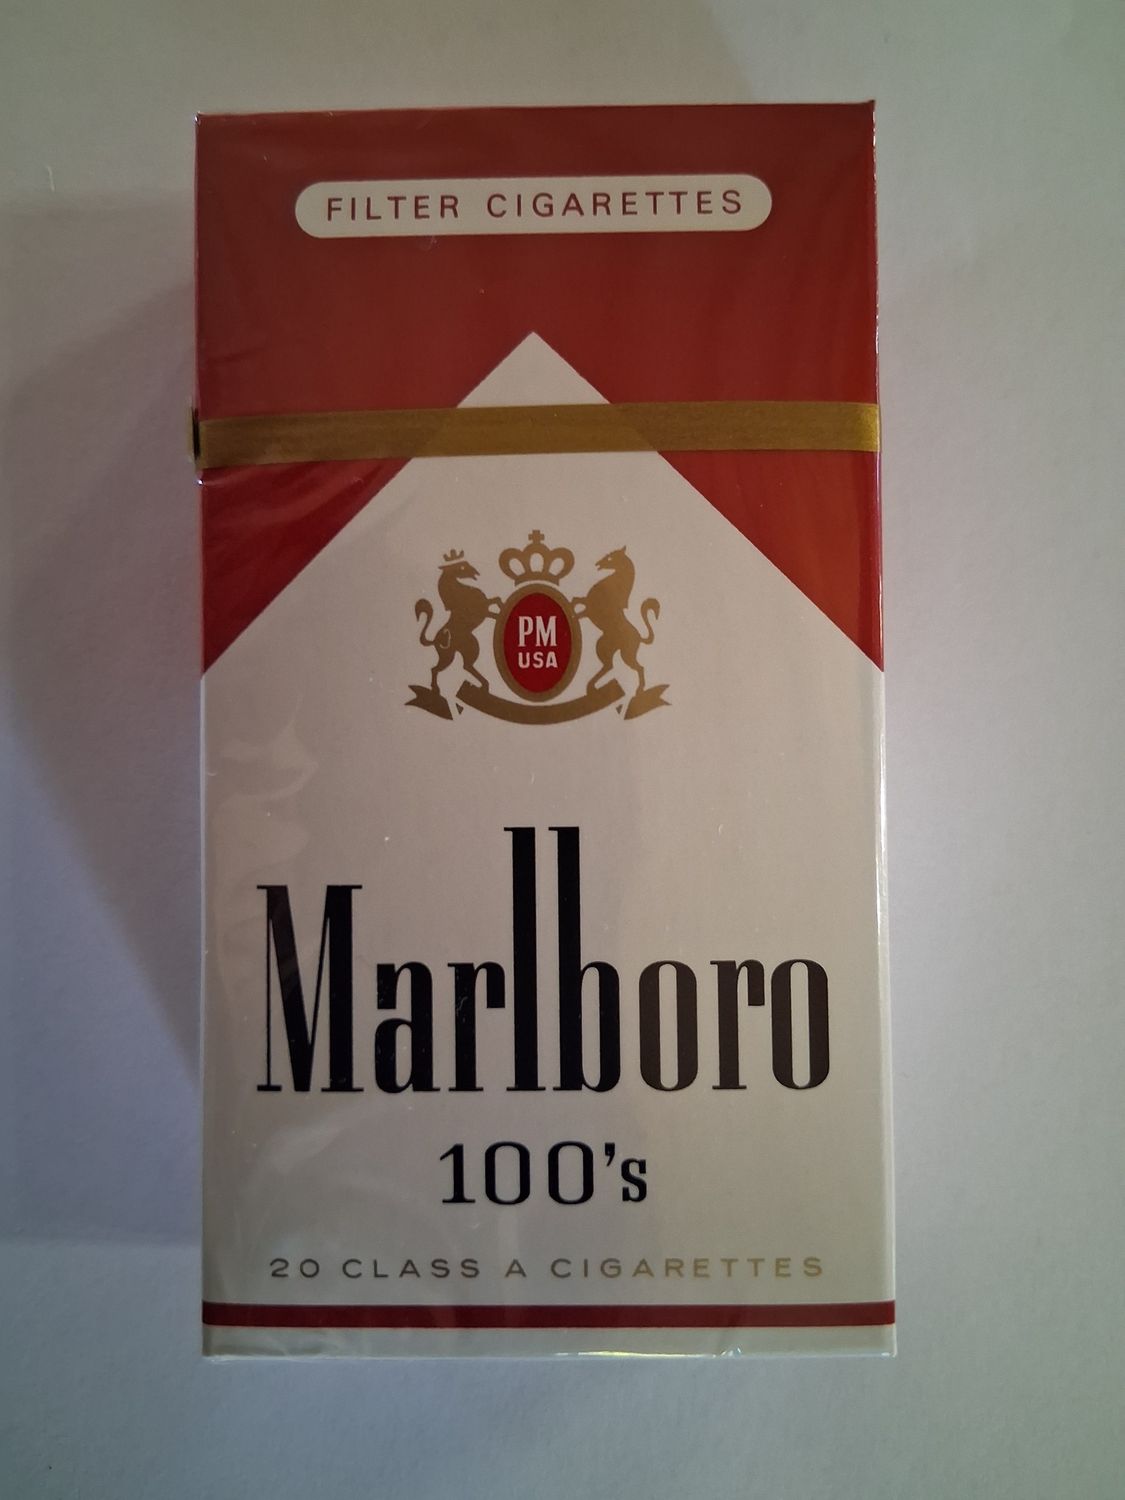 FILTER CIGARETTES
PM
USA
Marlboro
100's
20 CLASS A CIGARETTES